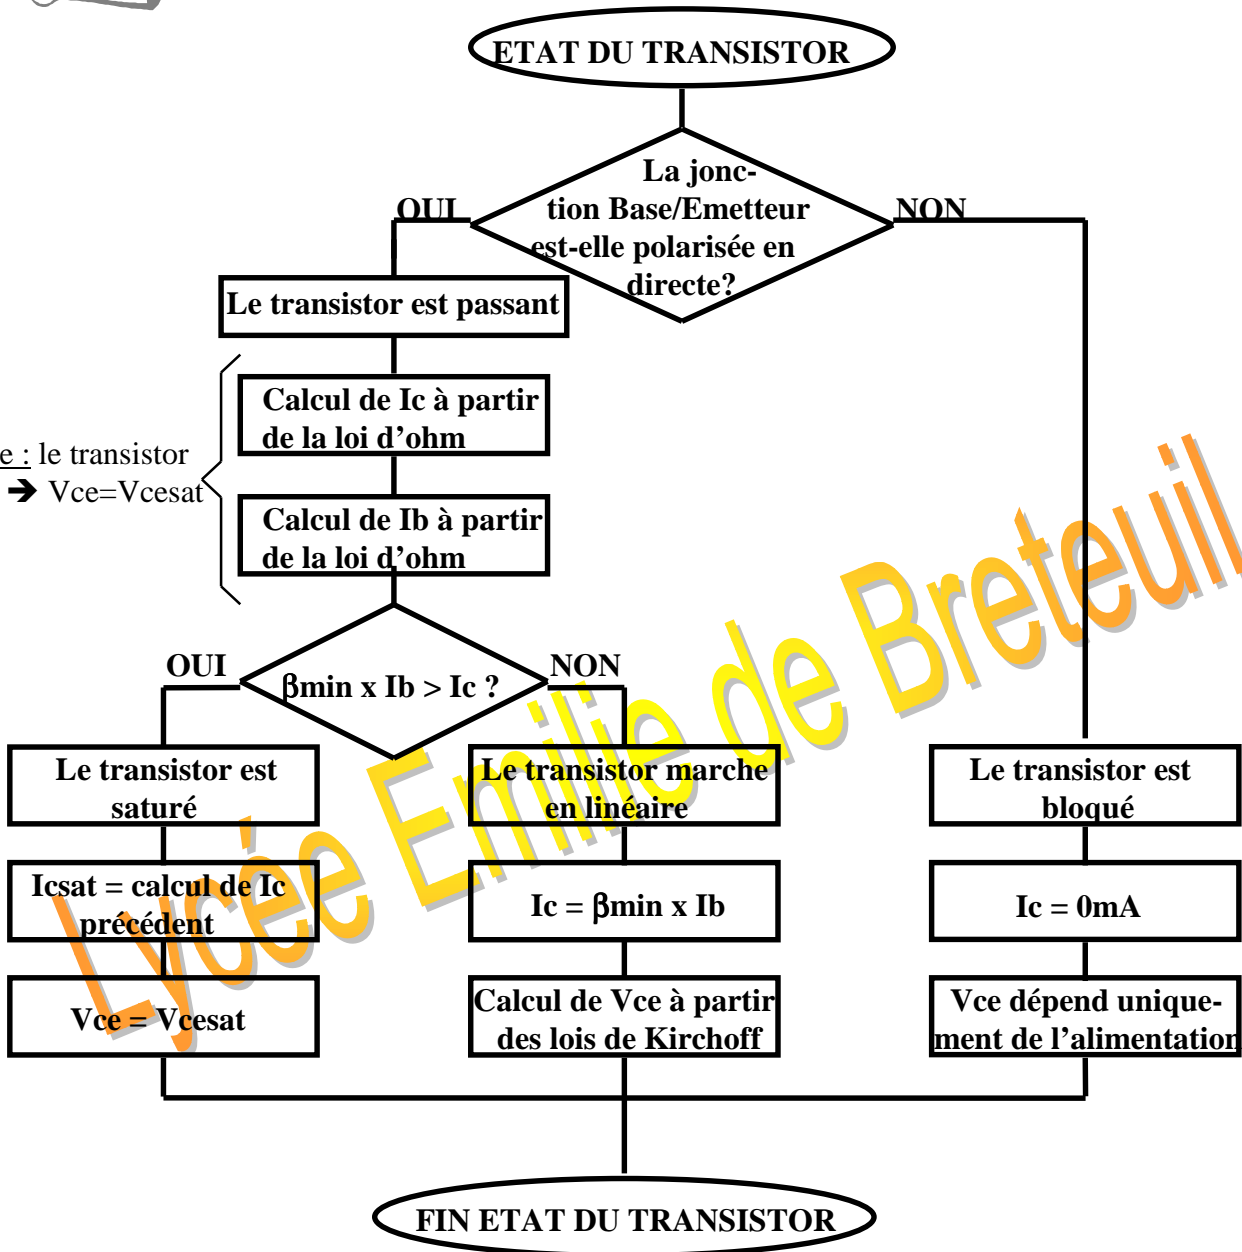 ETAT DU TRANSISTOR
La jonc-
tion Base/Emetteur
est-elle polarisée en
directe?
OUI
NON
Le transistor est passant
Calcul de Ic à partir
de la loi d’ohm
e : le transistor
➔ Vce=Vcesat
Calcul de Ib à partir
de la loi d’ohm
βmin x Ib > Ic ?
OUI
NON
Le transistor est
saturé
Le transistor marche
en linéaire
Le transistor est
bloqué
Icsat = calcul de Ic
précédent
Ic = βmin x Ib
Ic = 0mA
Vce = Vcesat
Calcul de Vce à partir
des lois de Kirchoff
Vce dépend unique-
ment de l’alimentation
FIN ETAT DU TRANSISTOR
Lycée Emilie de Breteuil